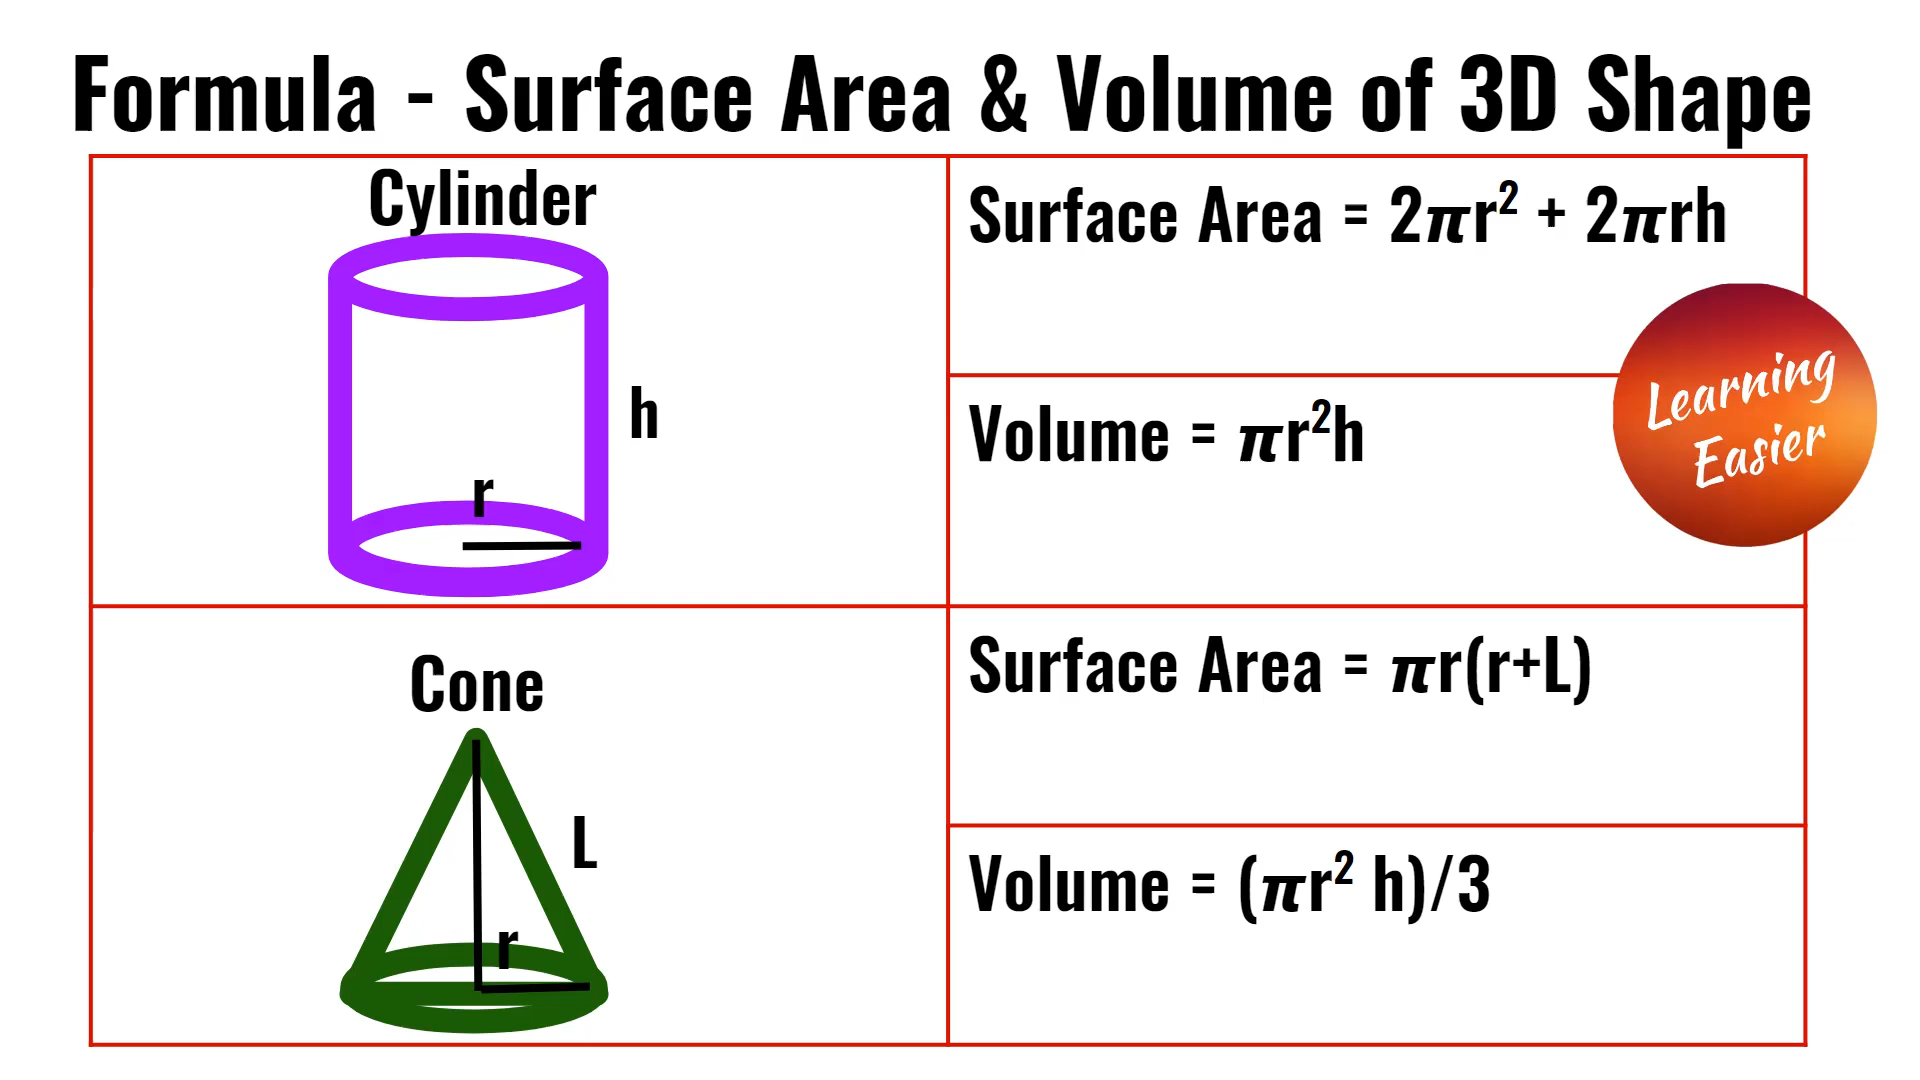 Formula - Surface Area & Volume of 3D Shape
Cylinder
h
r
Surface Area = 2πr² + 2πrh
Volume = πr²h
Learning
Easier
Cone
L
r
Surface Area = πr(r+L)
Volume = (πr² h)/3